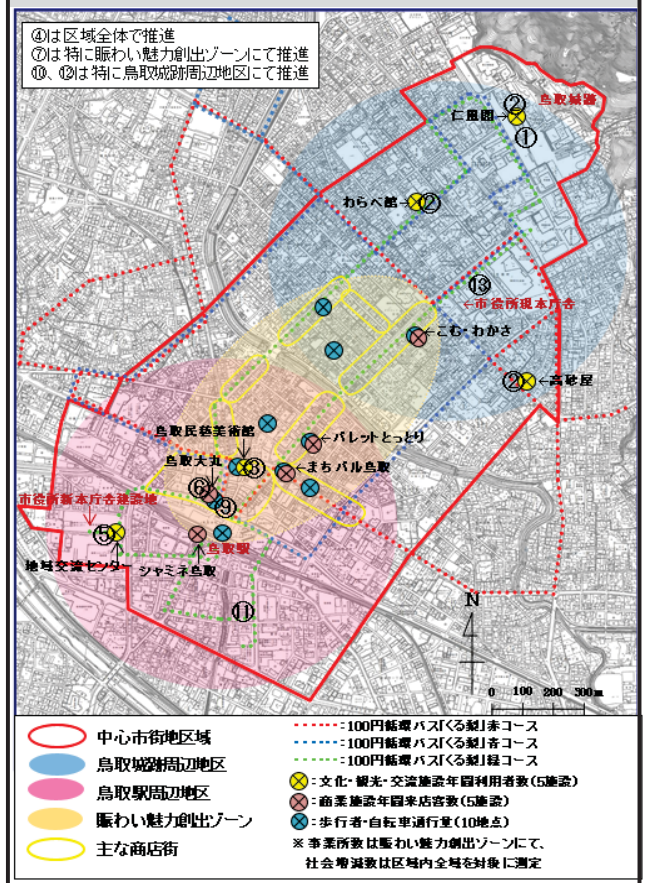 ④は区域全体で推進
⑦は特に賑わい魅力創出ゾーンにて推進
⑩、⑫は特に鳥取城跡周辺地区にて推進
②
鳥取城跡
仁風閣→
①
わらべ館→
②
⑬
←市役所現本庁舎
←こむ・わかさ
②
←高砂屋
鳥取民藝美術館
←パレットとっとり
鳥取大丸
③
←まちパル鳥取
⑥
市役所新本庁舎建設地
⑨
⑤
鳥取駅
地域交流センター
シャミネ鳥取
⑪
N
0 100 200 300m
中心市街地区域
鳥取城跡周辺地区
鳥取駅周辺地区
賑わい魅力創出ゾーン
主な商店街
:100円循環バス「くる梨」赤コース
:100円循環バス「くる梨」青コース
:100円循環バス「くる梨」緑コース
:文化・観光・交流施設年間利用者数(5施設)
:商業施設年間来店客数(5施設)
:歩行者・自転車通行量(10地点)
※ 事業所数は賑わい魅力創出ゾーンにて、
社会増減数は区域内全域を対象に測定